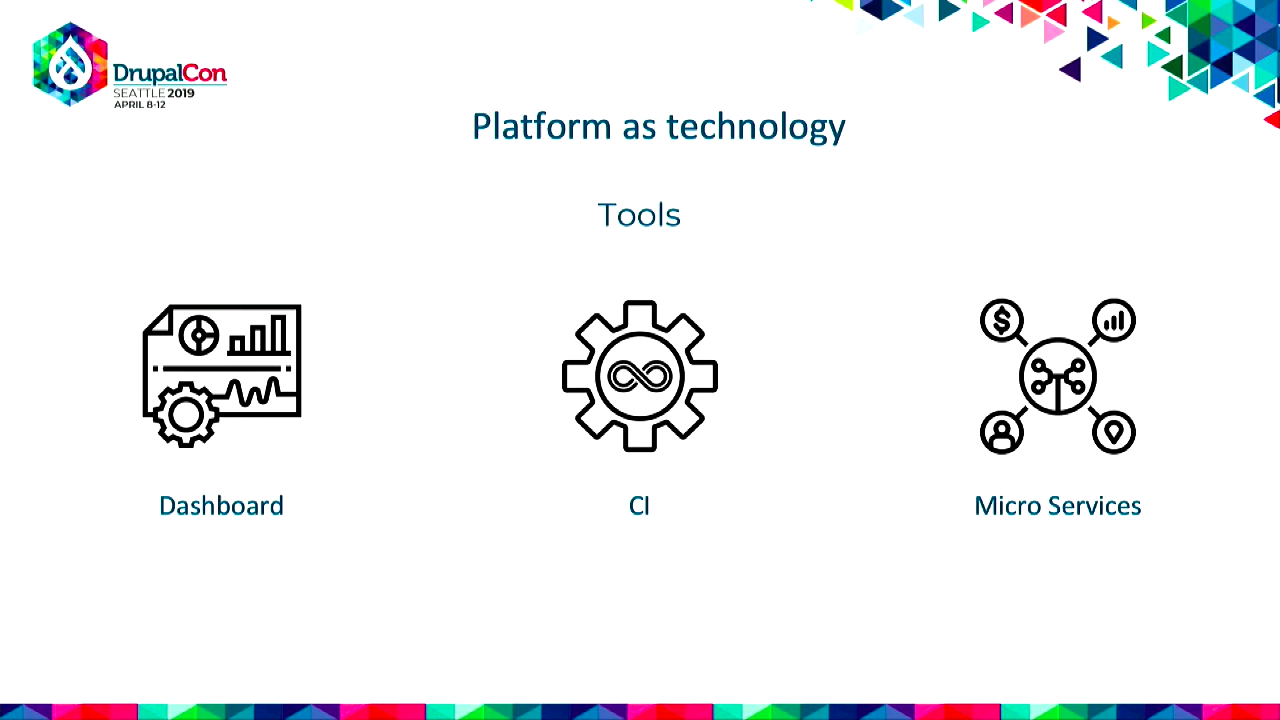 DrupalCon
SEATTLE 2019
APRIL 8-12
Platform as technology
Tools
$
Dashboard
CI
Micro Services